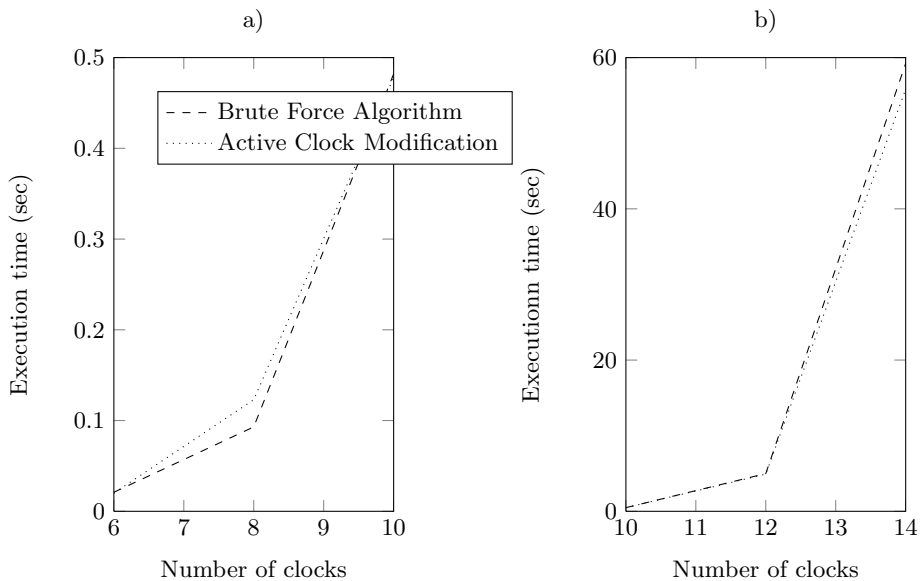 a)
0.5
0.4
0.3
0.2
0.1
0
6
7
8
9
10
Execution time (sec)
Number of clocks
Brute Force Algorithm
Active Clock Modification
b)
60
40
20
0
10
11
12
13
14
Executionn time (sec)
Number of clocks